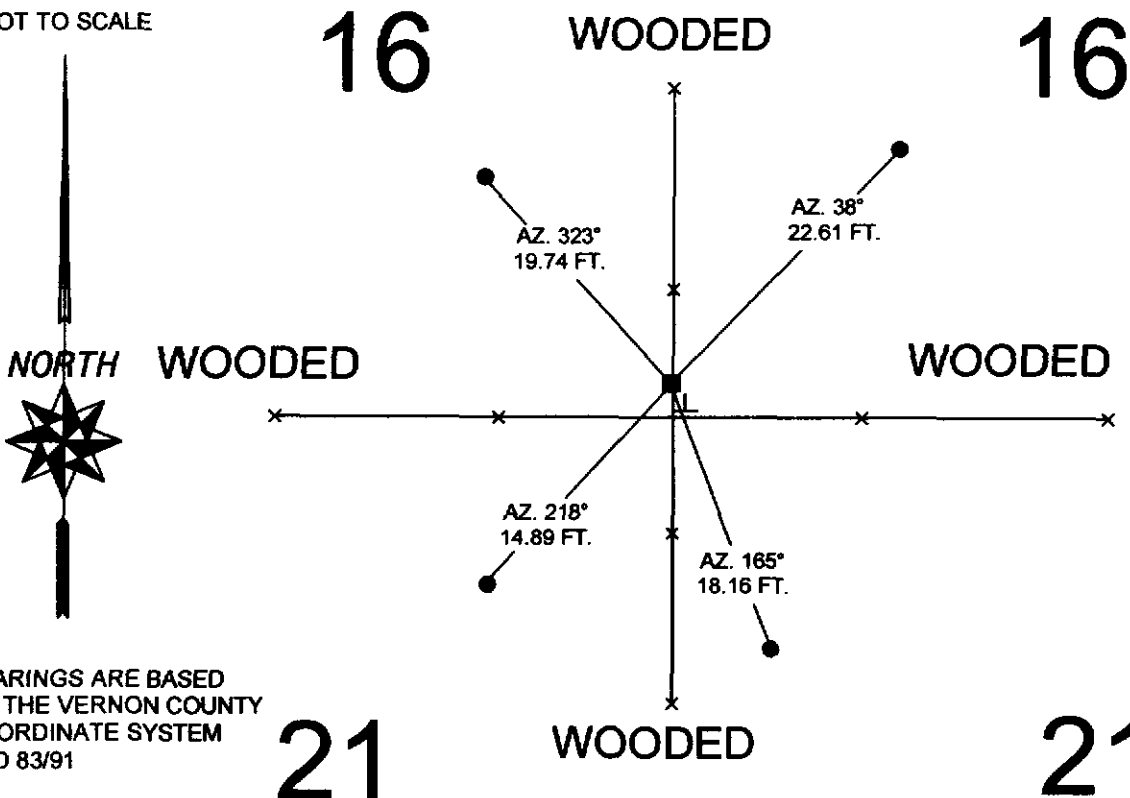 OT TO SCALE
16
WOODED
16
AZ. 323°
19.74 FT.
AZ. 38°
22.61 FT.
NORTH
WOODED
WOODED
L
AZ. 218°
14.89 FT.
AZ. 165°
18.16 FT.
ARINGS ARE BASED
THE VERNON COUNTY
ORDINATE SYSTEM
D 83/91
21
WOODED
21